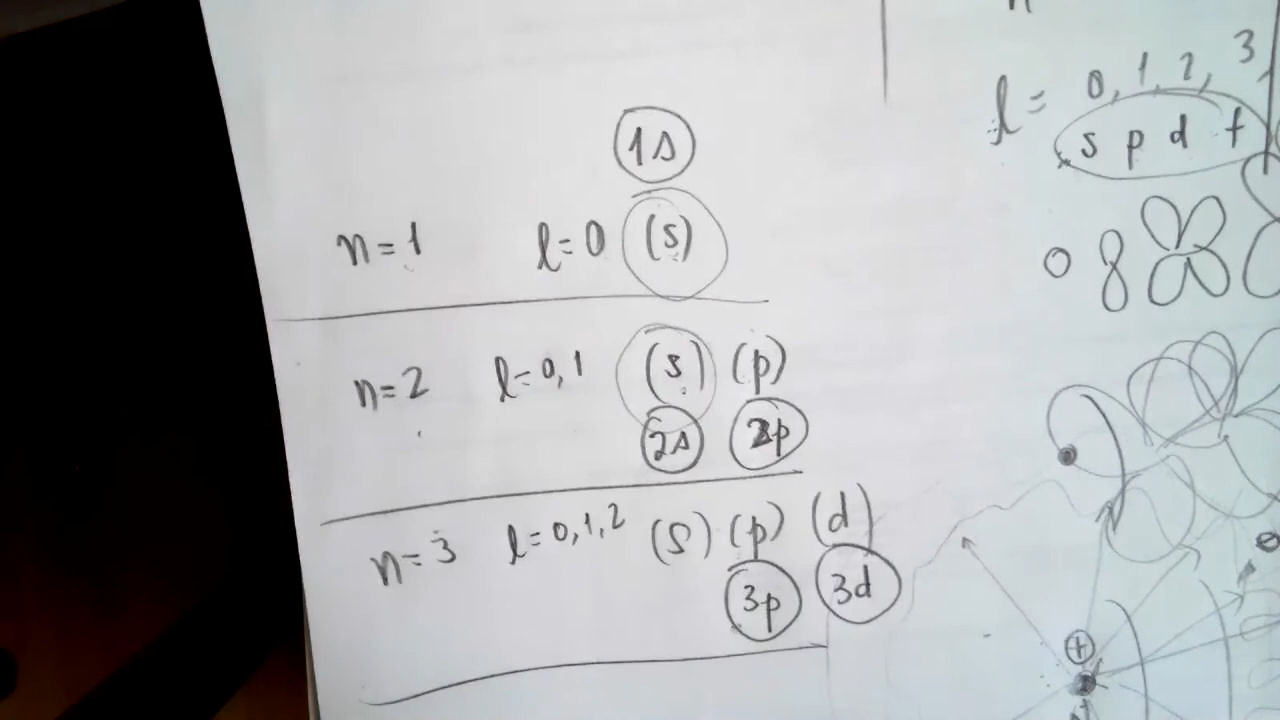 1s
n=1 l=0 (s)
n=2 l=0,1 (s) (p)
2s 2p
n=3 l=0,1,2 (s) (p) (d)
3p 3d
l= 0, 1, 2, 3,
s p d f
+